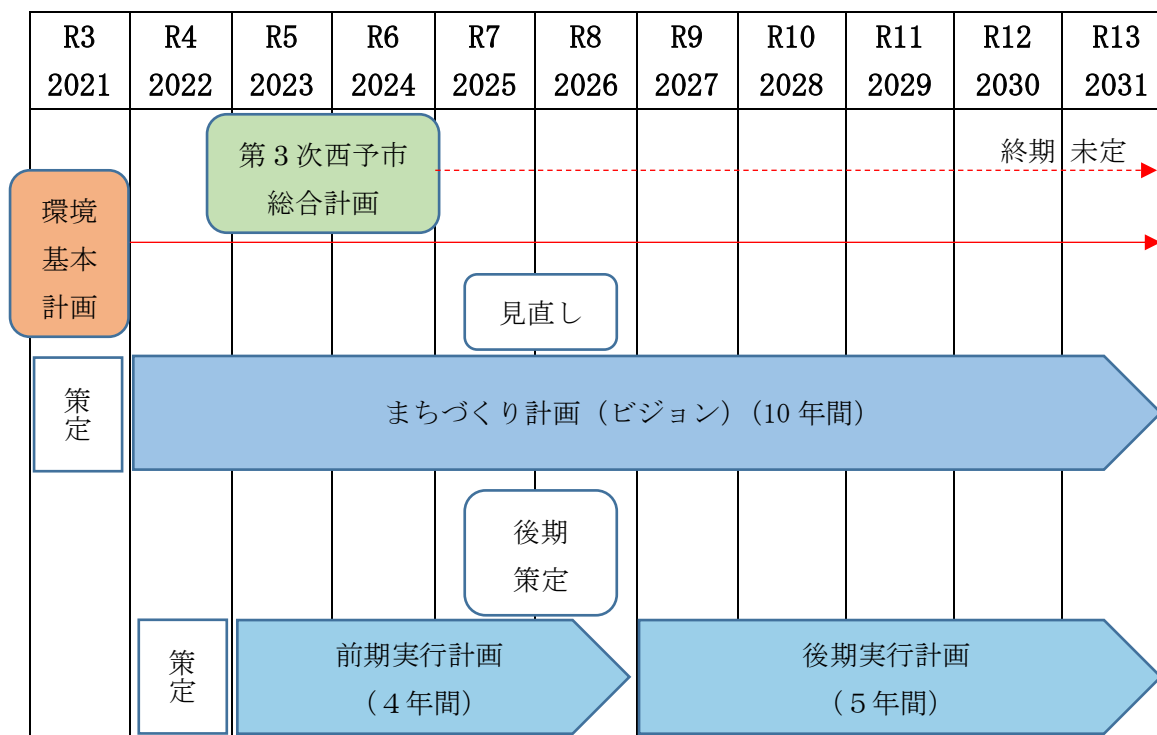 R3 R4 R5 R6 R7 R8 R9 R10 R11 R12 R13
2021 2022 2023 2024 2025 2026 2027 2028 2029 2030 2031
第３次西予市
総合計画
終期 未定
環境
基本
計画
見直し
策定
まちづくり計画（ビジョン）(10 年間）
後期
策定
策定
前期実行計画
（４年間）
後期実行計画
（５年間）